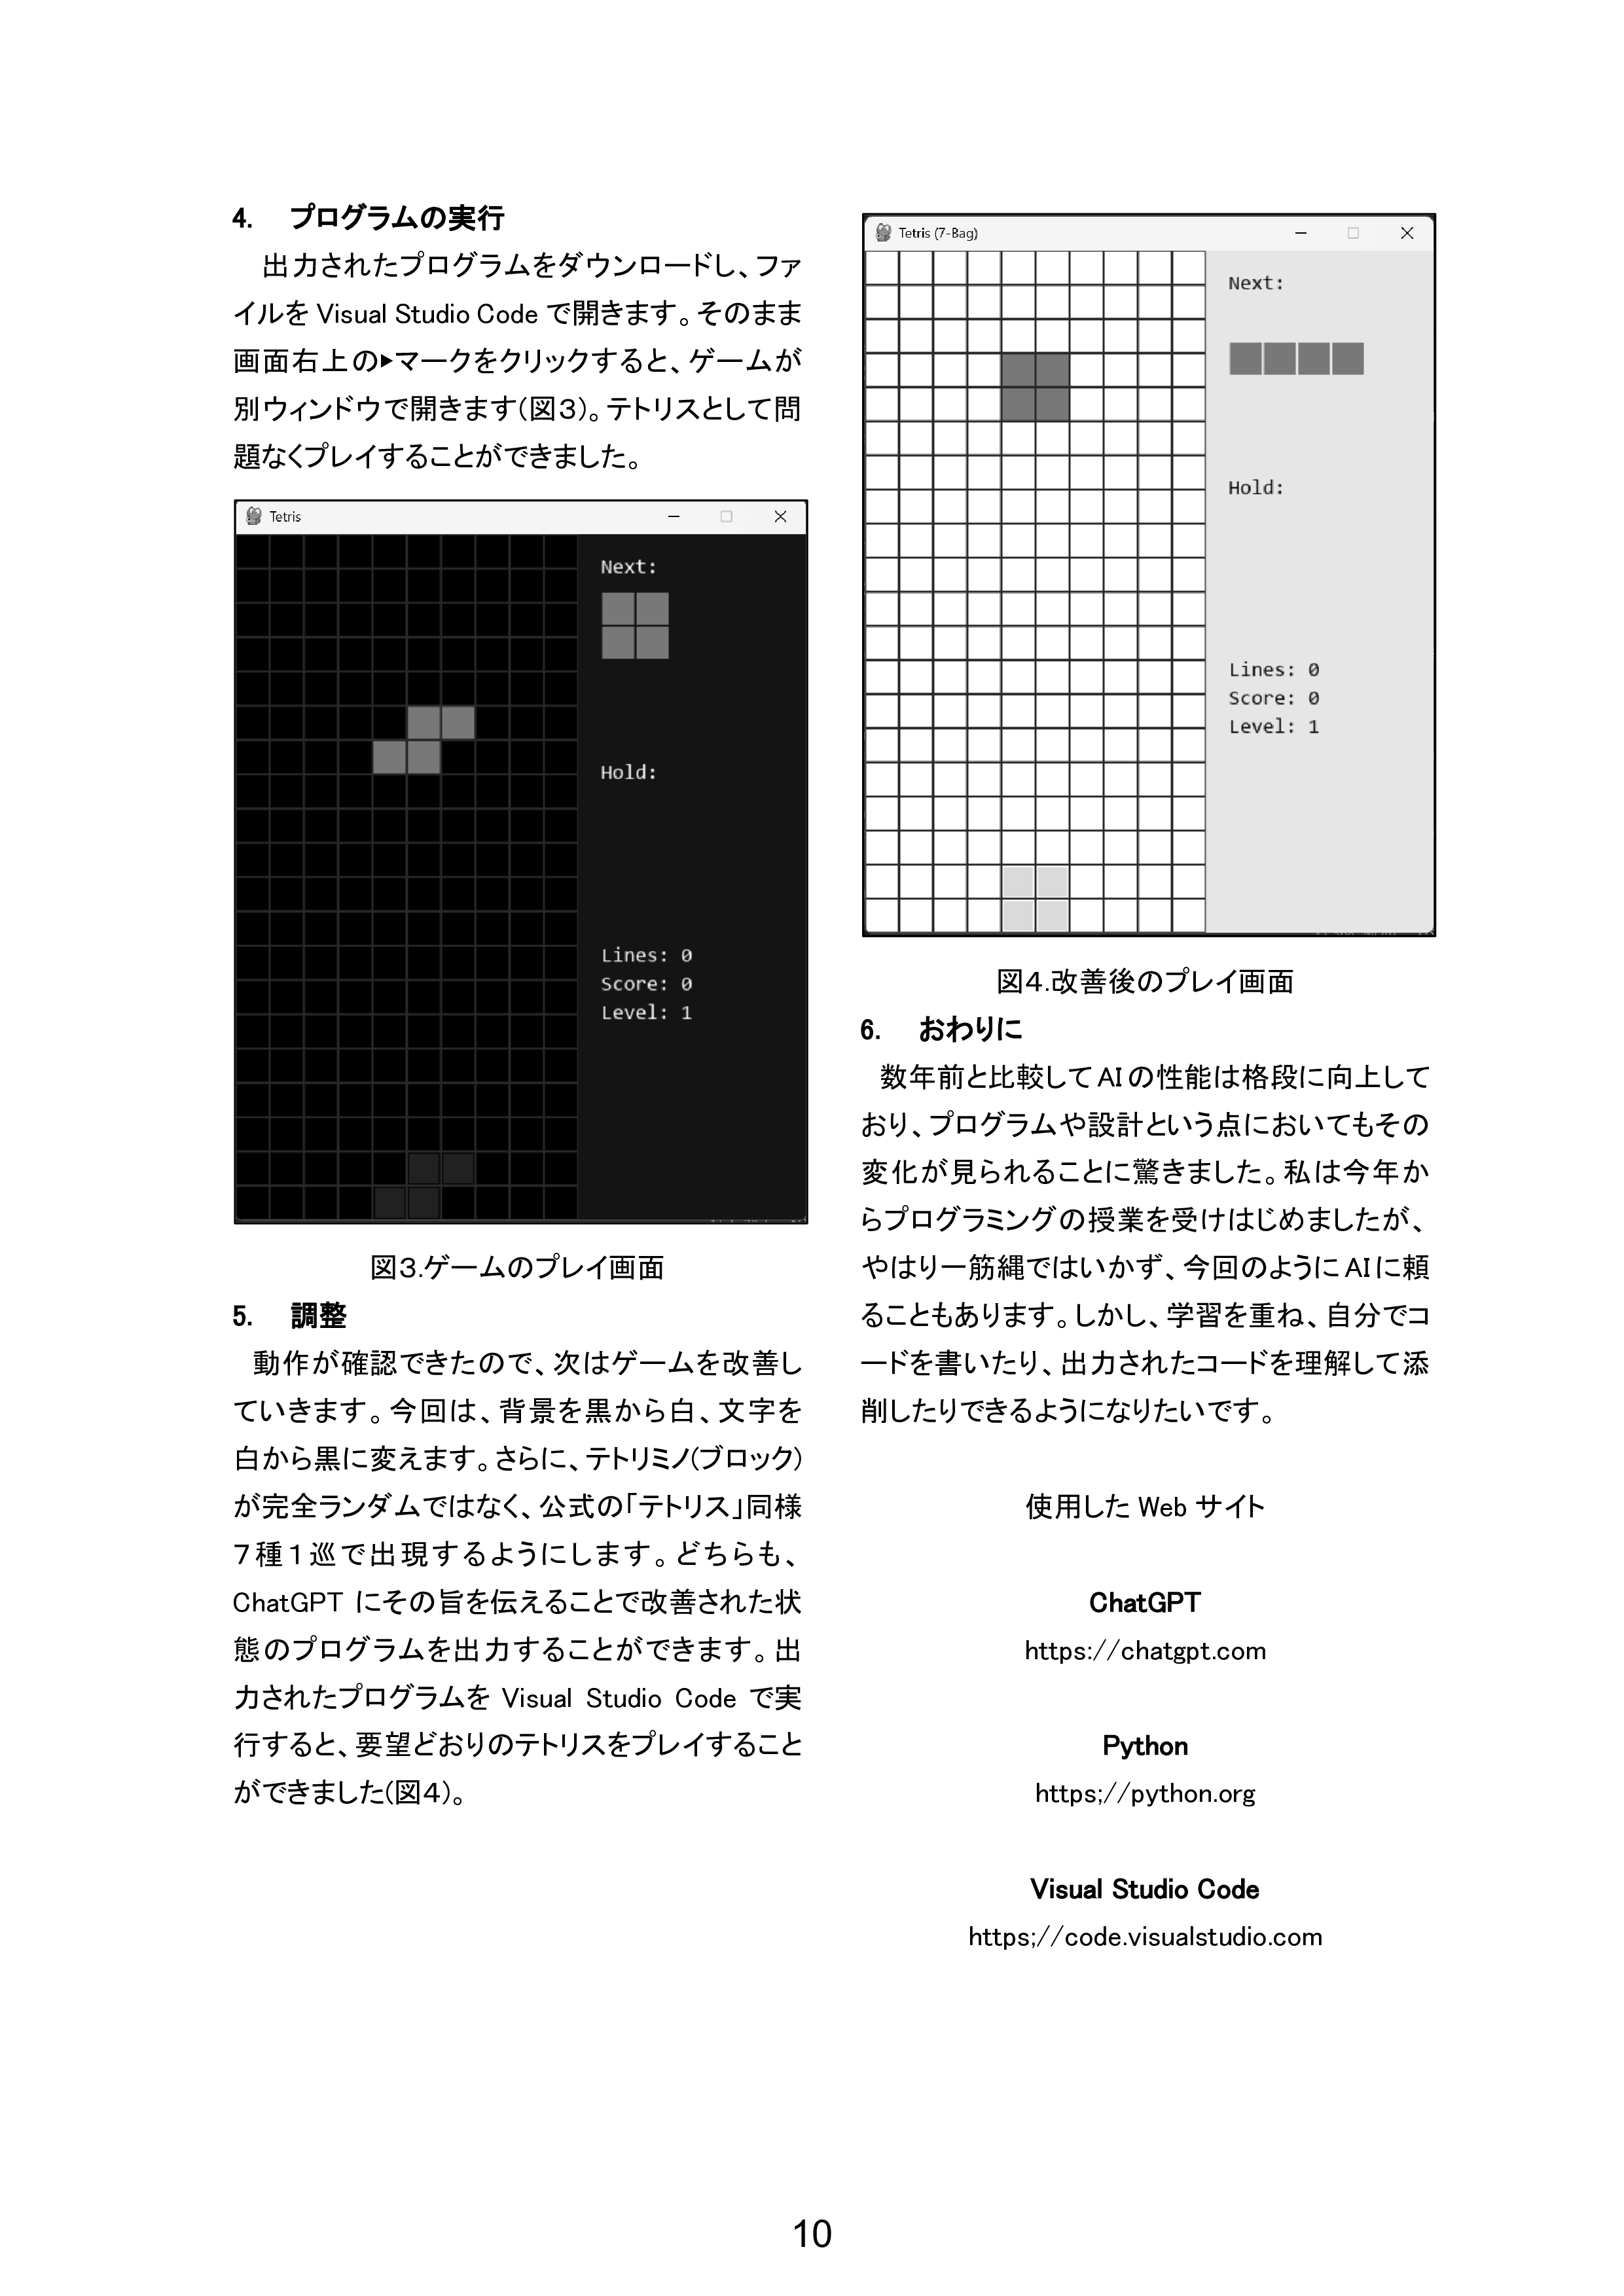 4. プログラムの実行
出力されたプログラムをダウンロードし、ファ
イルを Visual Studio Code で開きます。そのまま
画面右上の▶マークをクリックすると、ゲームが
別ウィンドウで開きます(図3)。テトリスとして問
題なくプレイすることができました。
Tetris
Next:
Hold:
Lines: 0
Score: 0
Level: 1
図3.ゲームのプレイ画面
5. 調整
動作が確認できたので、次はゲームを改善し
ていきます。今回は、背景を黒から白、文字を
白から黒に変えます。さらに、テトリミノ(ブロック)
が完全ランダムではなく、公式の「テトリス」同様
7種1巡で出現するようにします。どちらも、
ChatGPT にその旨を伝えることで改善された状
態のプログラムを出力することができます。出
力されたプログラムを Visual Studio Code で実
行すると、要望どおりのテトリスをプレイすること
ができました(図4)。
Tetris (7-Bag)
Next:
Hold:
Lines: 0
Score: 0
Level: 1
図4.改善後のプレイ画面
6. おわりに
数年前と比較して AI の性能は格段に向上して
おり、プログラムや設計という点においてもその
変化が見られることに驚きました。私は今年か
らプログラミングの授業を受けはじめましたが、
やはり一筋縄ではいかず、今回のように AI に頼
ることもあります。しかし、学習を重ね、自分でコ
ードを書いたり、出力されたコードを理解して添
削したりできるようになりたいです。
使用した Web サイト
ChatGPT
https://chatgpt.com
Python
https;//python.org
Visual Studio Code
https;//code.visualstudio.com
10